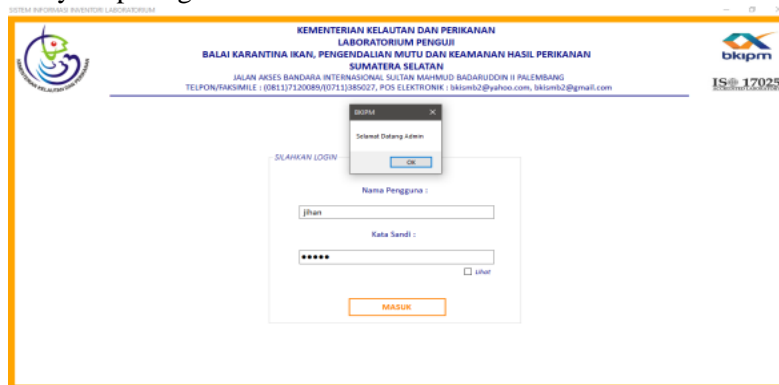 SISTEM INFORMASI INVENTORI LABORATORIUM
KEMENTERIAN KELAUTAN DAN PERIKANAN
LABORATORIUM PENGUJI
BALAI KARANTINA IKAN, PENGENDALIAN MUTU DAN KEAMANAN HASIL PERIKANAN
SUMATERA SELATAN
JALAN AKSES BANDARA INTERNASIONAL SULTAN MAHMUD BADARUDDIN II PALEMBANG
TELPON/FAKSIMILE : (0811)7120089/(0711)385027, POS ELEKTRONIK : bkismb2@yahoo.com, bkismb2@gmail.com
bkipm
17025
BKIPM
Selamat Datang Admin
OK
SILAHKAN LOGIN
Nama Pengguna :
jihan
Kata Sandi :
Lihat
MASUK